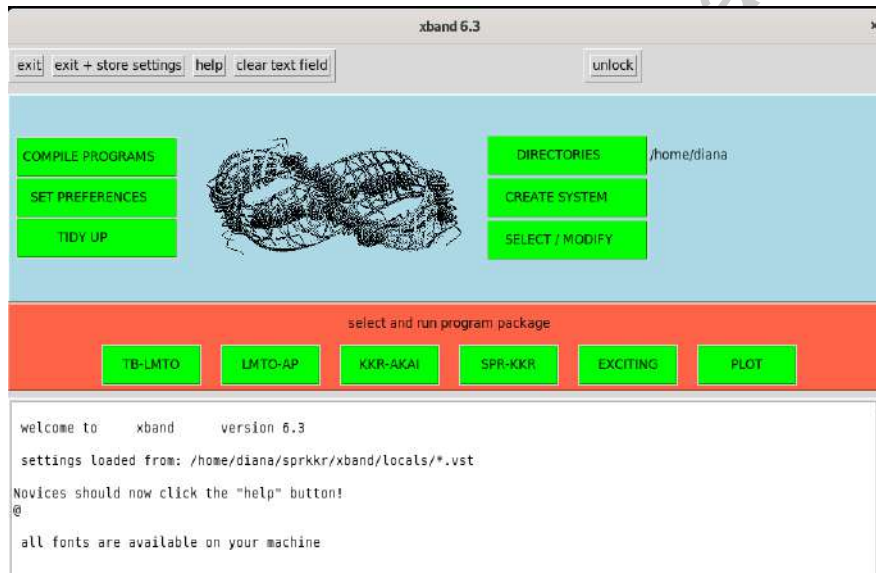 xband 6.3
exit exit + store settings help clear text field unlock
COMPILE PROGRAMS
SET PREFERENCES
TIDY UP
DIRECTORIES /home/diana
CREATE SYSTEM
SELECT / MODIFY
select and run program package
TB-LMTO LMTO-AP KKR-AKAI SPR-KKR EXCITING PLOT
welcome to xband version 6.3
settings loaded from: /home/diana/sprkkr/xband/locals/*.vst
Novices should now click the "help" button!
@
all fonts are available on your machine